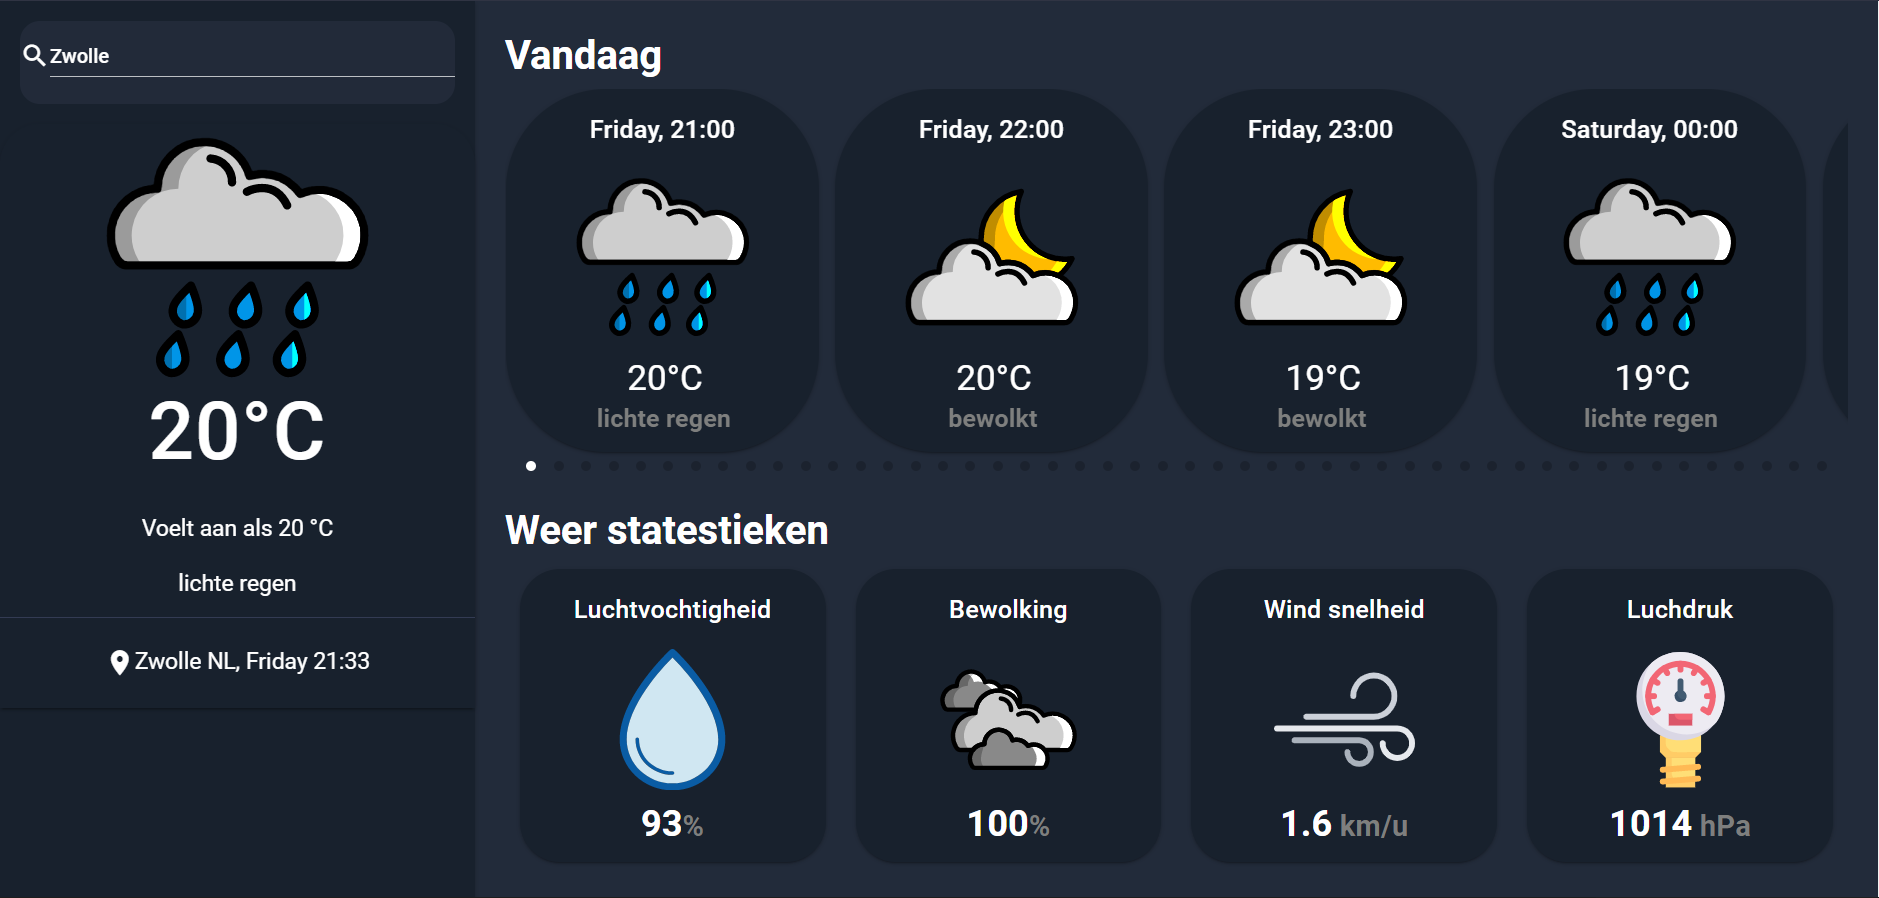 Zwolle
20°C
Voelt aan als 20 °C
lichte regen
Zwolle NL, Friday 21:33
Vandaag
Friday, 21:00
20°C
lichte regen
Friday, 22:00
20°C
bewolkt
Friday, 23:00
19°C
bewolkt
Saturday, 00:00
19°C
lichte regen
Weer statestieken
Luchtvochtigheid
93%
Bewolking
100%
Wind snelheid
1.6 km/u
Luchdruk
1014 hPa